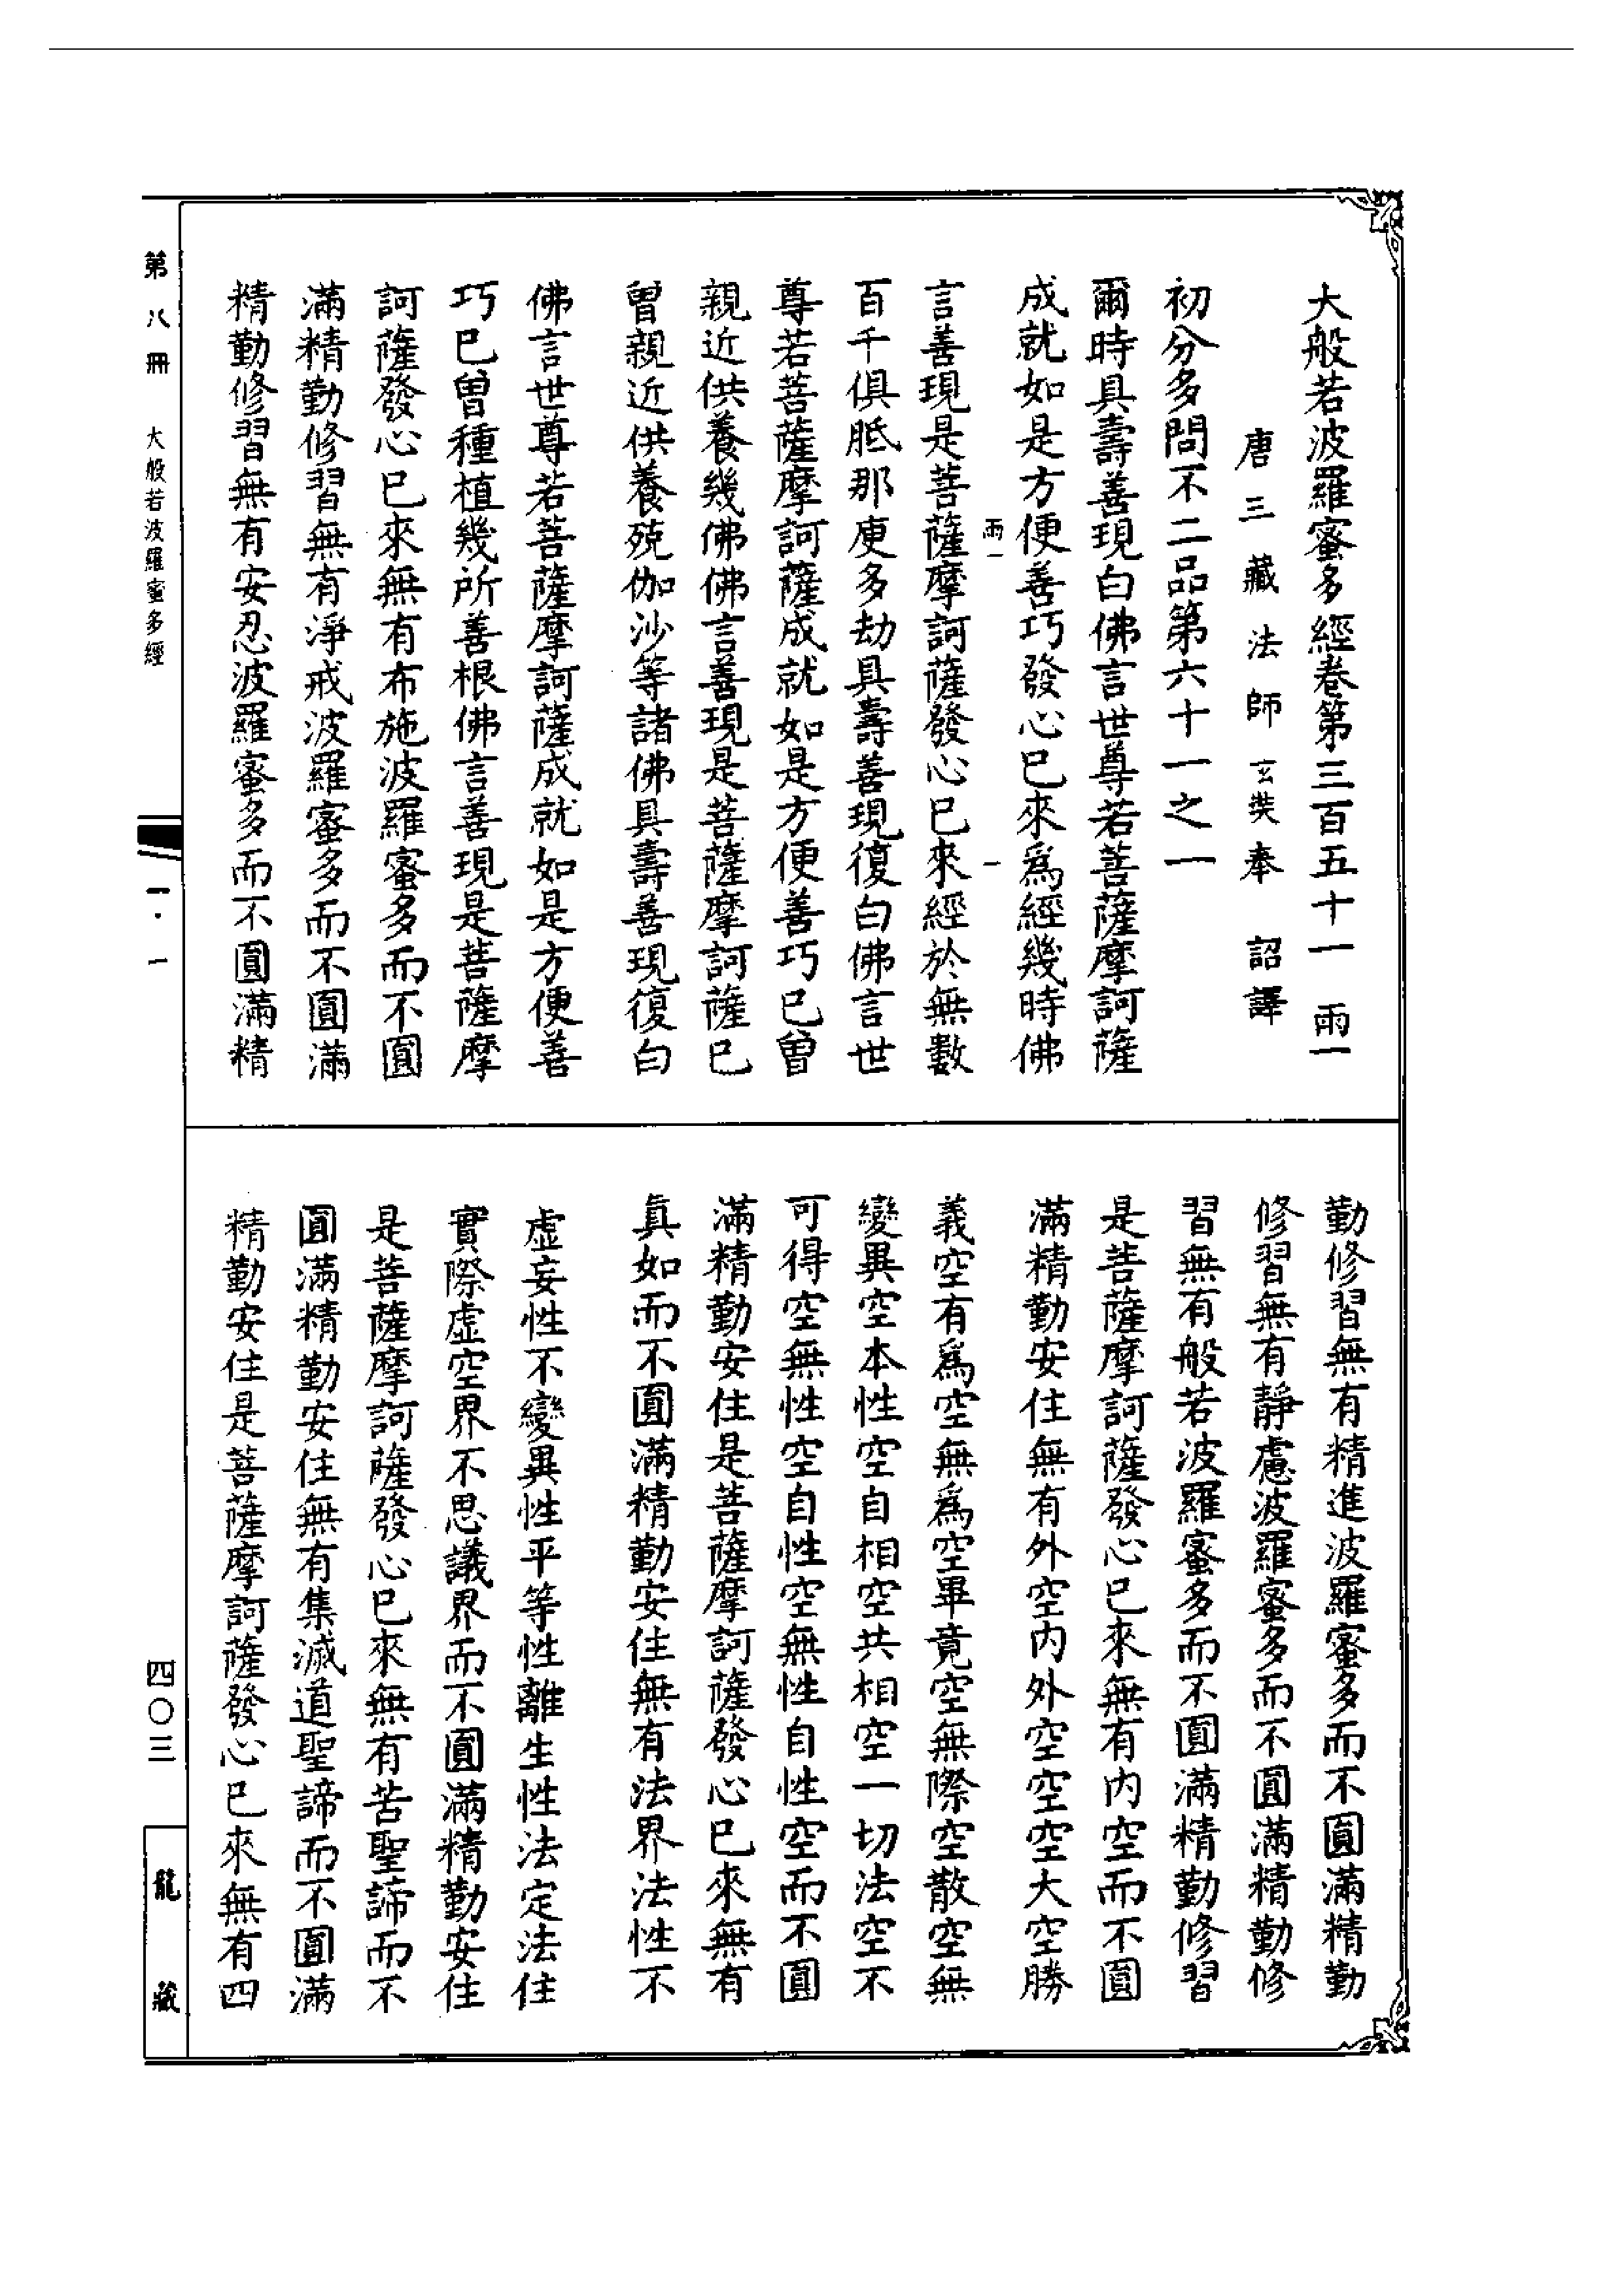 大般若波羅蜜多經卷第三百五十一　雨一
唐三藏法師玄奘奉　詔譯
初分多問不二品第六十一之一
爾時具壽善現白佛言世尊若菩薩摩訶薩
成就如是方便善巧發心已來爲經幾時佛
雨一　一
言善現是菩薩摩訶薩發心已來經於無數
百千俱胝那庾多劫具壽善現復白佛言世
尊若菩薩摩訶薩成就如是方便善巧已曾
親近供養幾佛佛言善現是菩薩摩訶薩已
曾親近供養殑伽沙等諸佛具壽善現復白
佛言世尊若菩薩摩訶薩成就如是方便善
巧已曾種植幾所善根佛言善現是菩薩摩
訶薩發心已來無有布施波羅蜜多而不圓
滿精勤修習無有淨戒波羅蜜多而不圓滿
精勤修習無有安忍波羅蜜多而不圓滿精
勤修習無有精進波羅蜜多而不圓滿精勤
修習無有靜慮波羅蜜多而不圓滿精勤修
習無有般若波羅蜜多而不圓滿精勤修習
是菩薩摩訶薩發心已來無有内空而不圓
滿精勤安住無有外空内外空空空大空勝
義空有爲空無爲空畢竟空無際空散空無
變異空本性空自相空共相空一切法空不
可得空無性空自性空無性自性空而不圓
滿精勤安住是菩薩摩訶薩發心已來無有
真如而不圓滿精勤安住無有法界法性不
虛妄性不變異性平等性離生性法定法住
實際虛空界不思議界而不圓滿精勤安住
是菩薩摩訶薩發心已來無有苦聖諦而不
圓滿精勤安住無有集滅道聖諦而不圓滿
精勤安住是菩薩摩訶薩發心已來無有四
第八冊　大般若波羅蜜多經
一·一
四〇三
龍藏